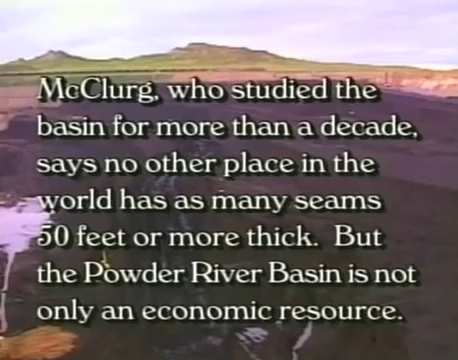 McClurg, who studied the
basin for more than a decade,
says no other place in the
world has as many seams
50 feet or more thick.  But
the Powder River Basin is not
only an economic resource.